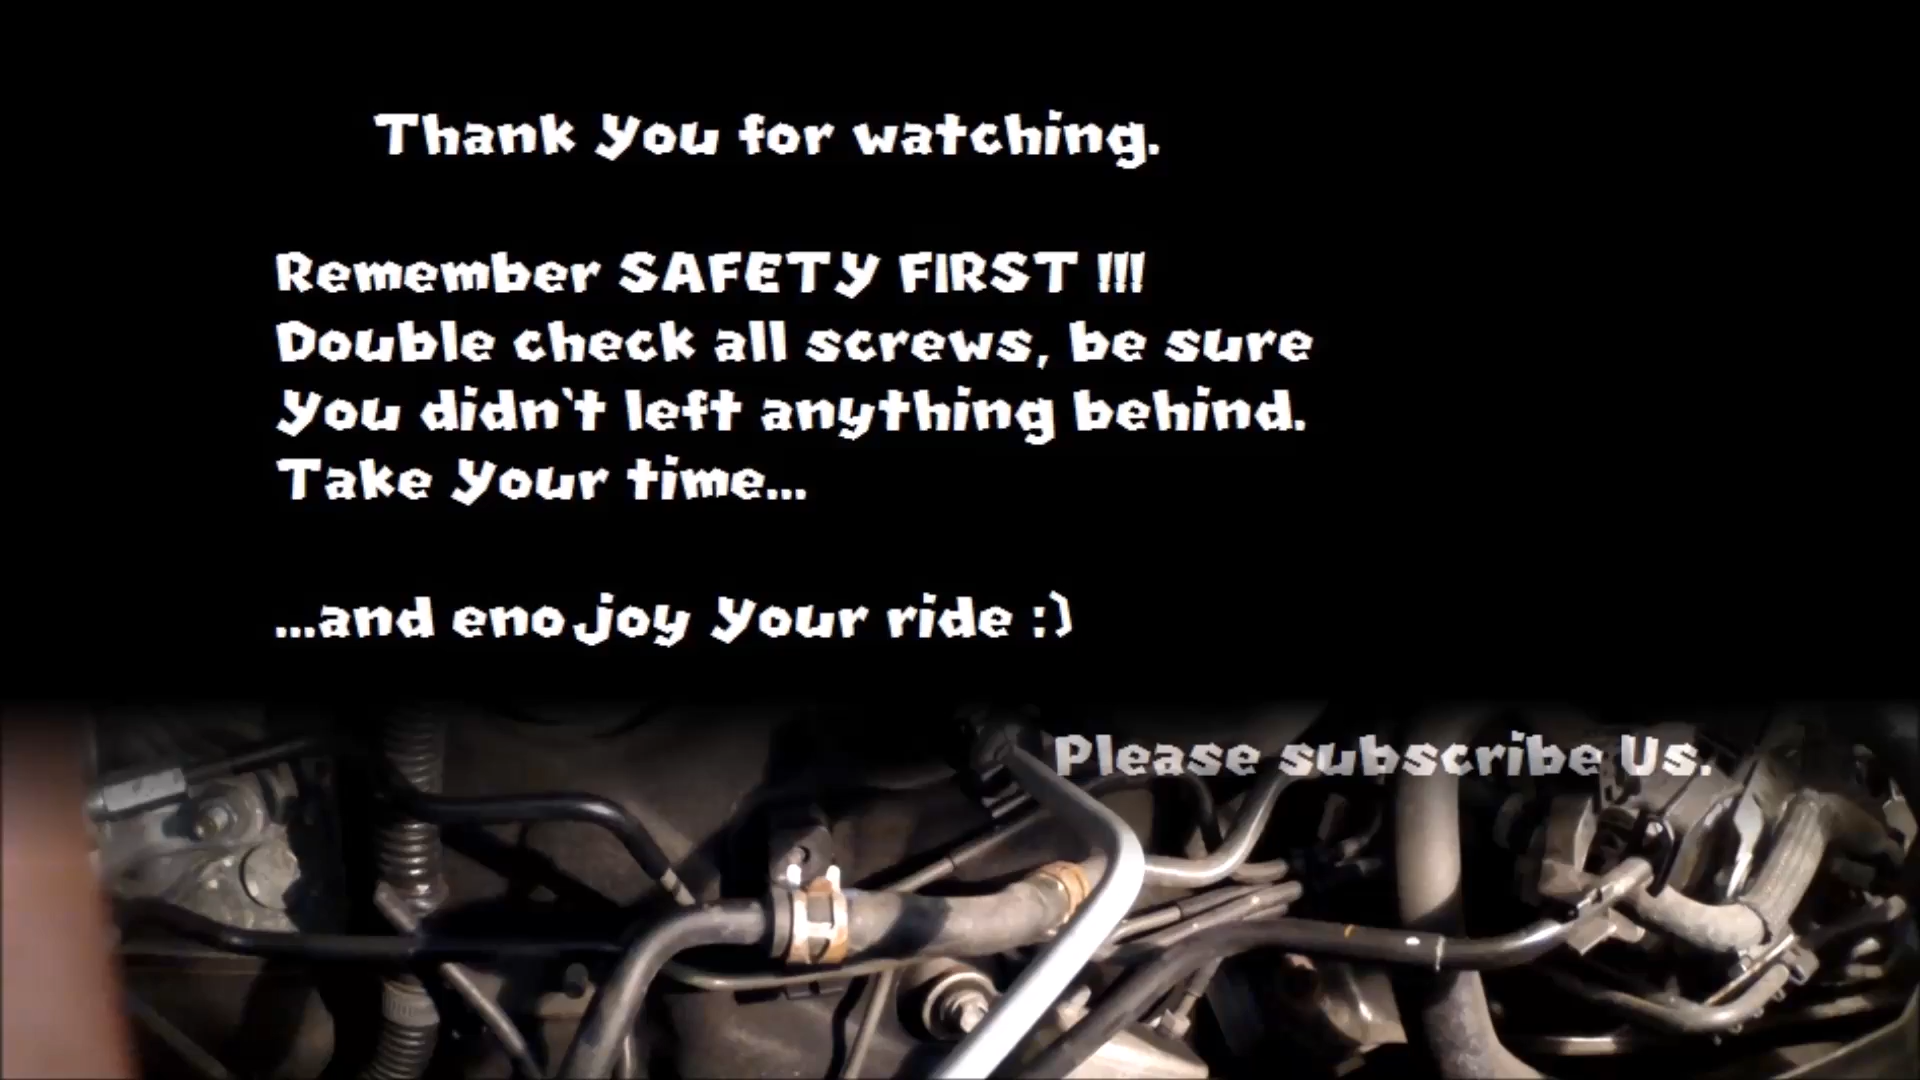 Thank You for watching.
Remember SAFETY FIRST !!!
Double check all screws, be sure
You didn't left anything behind.
Take Your time...
...and enojoy Your ride :)
Please subscribe Us.